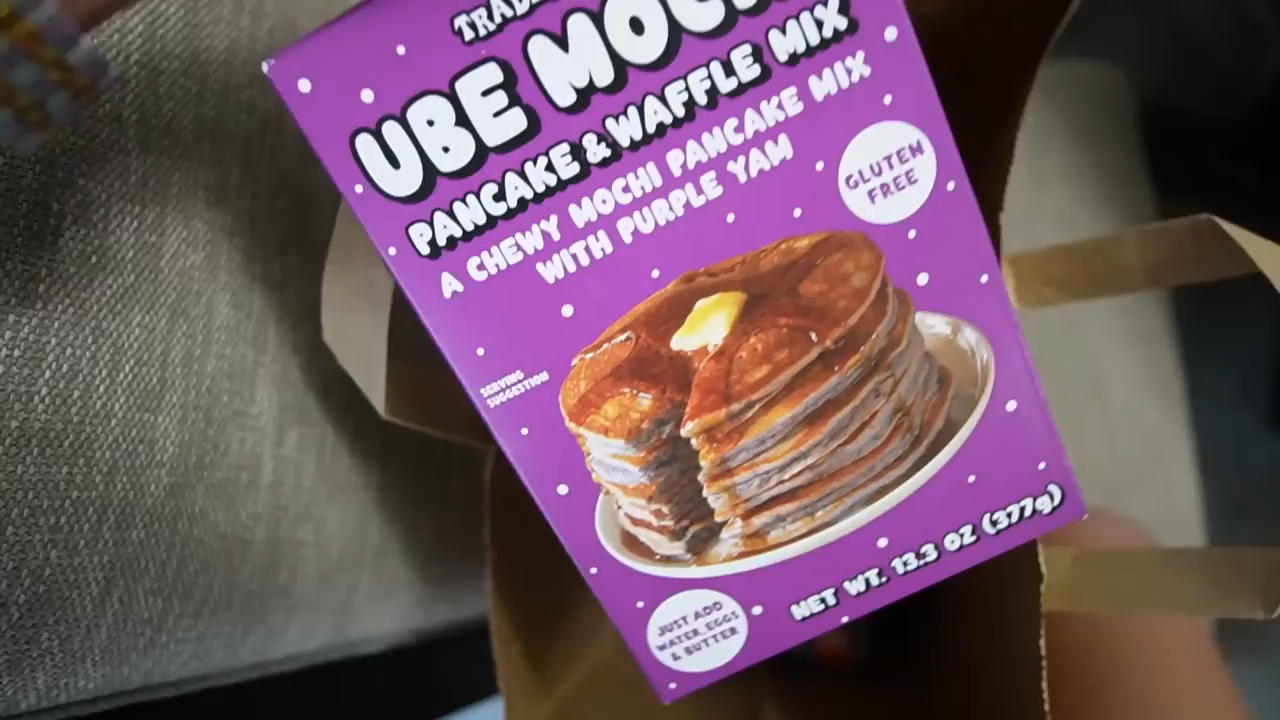 UBE
PANCAKE & WAFFLE MIX
A CHEWY MOCHI PANCAKE MIX
WITH PURPLE YAM
GLUTEN
FREE
SERVING
SUGGESTION
NET WT. 13.3 OZ (377g)
JUST ADD
WATER, EGGS
& BUTTER